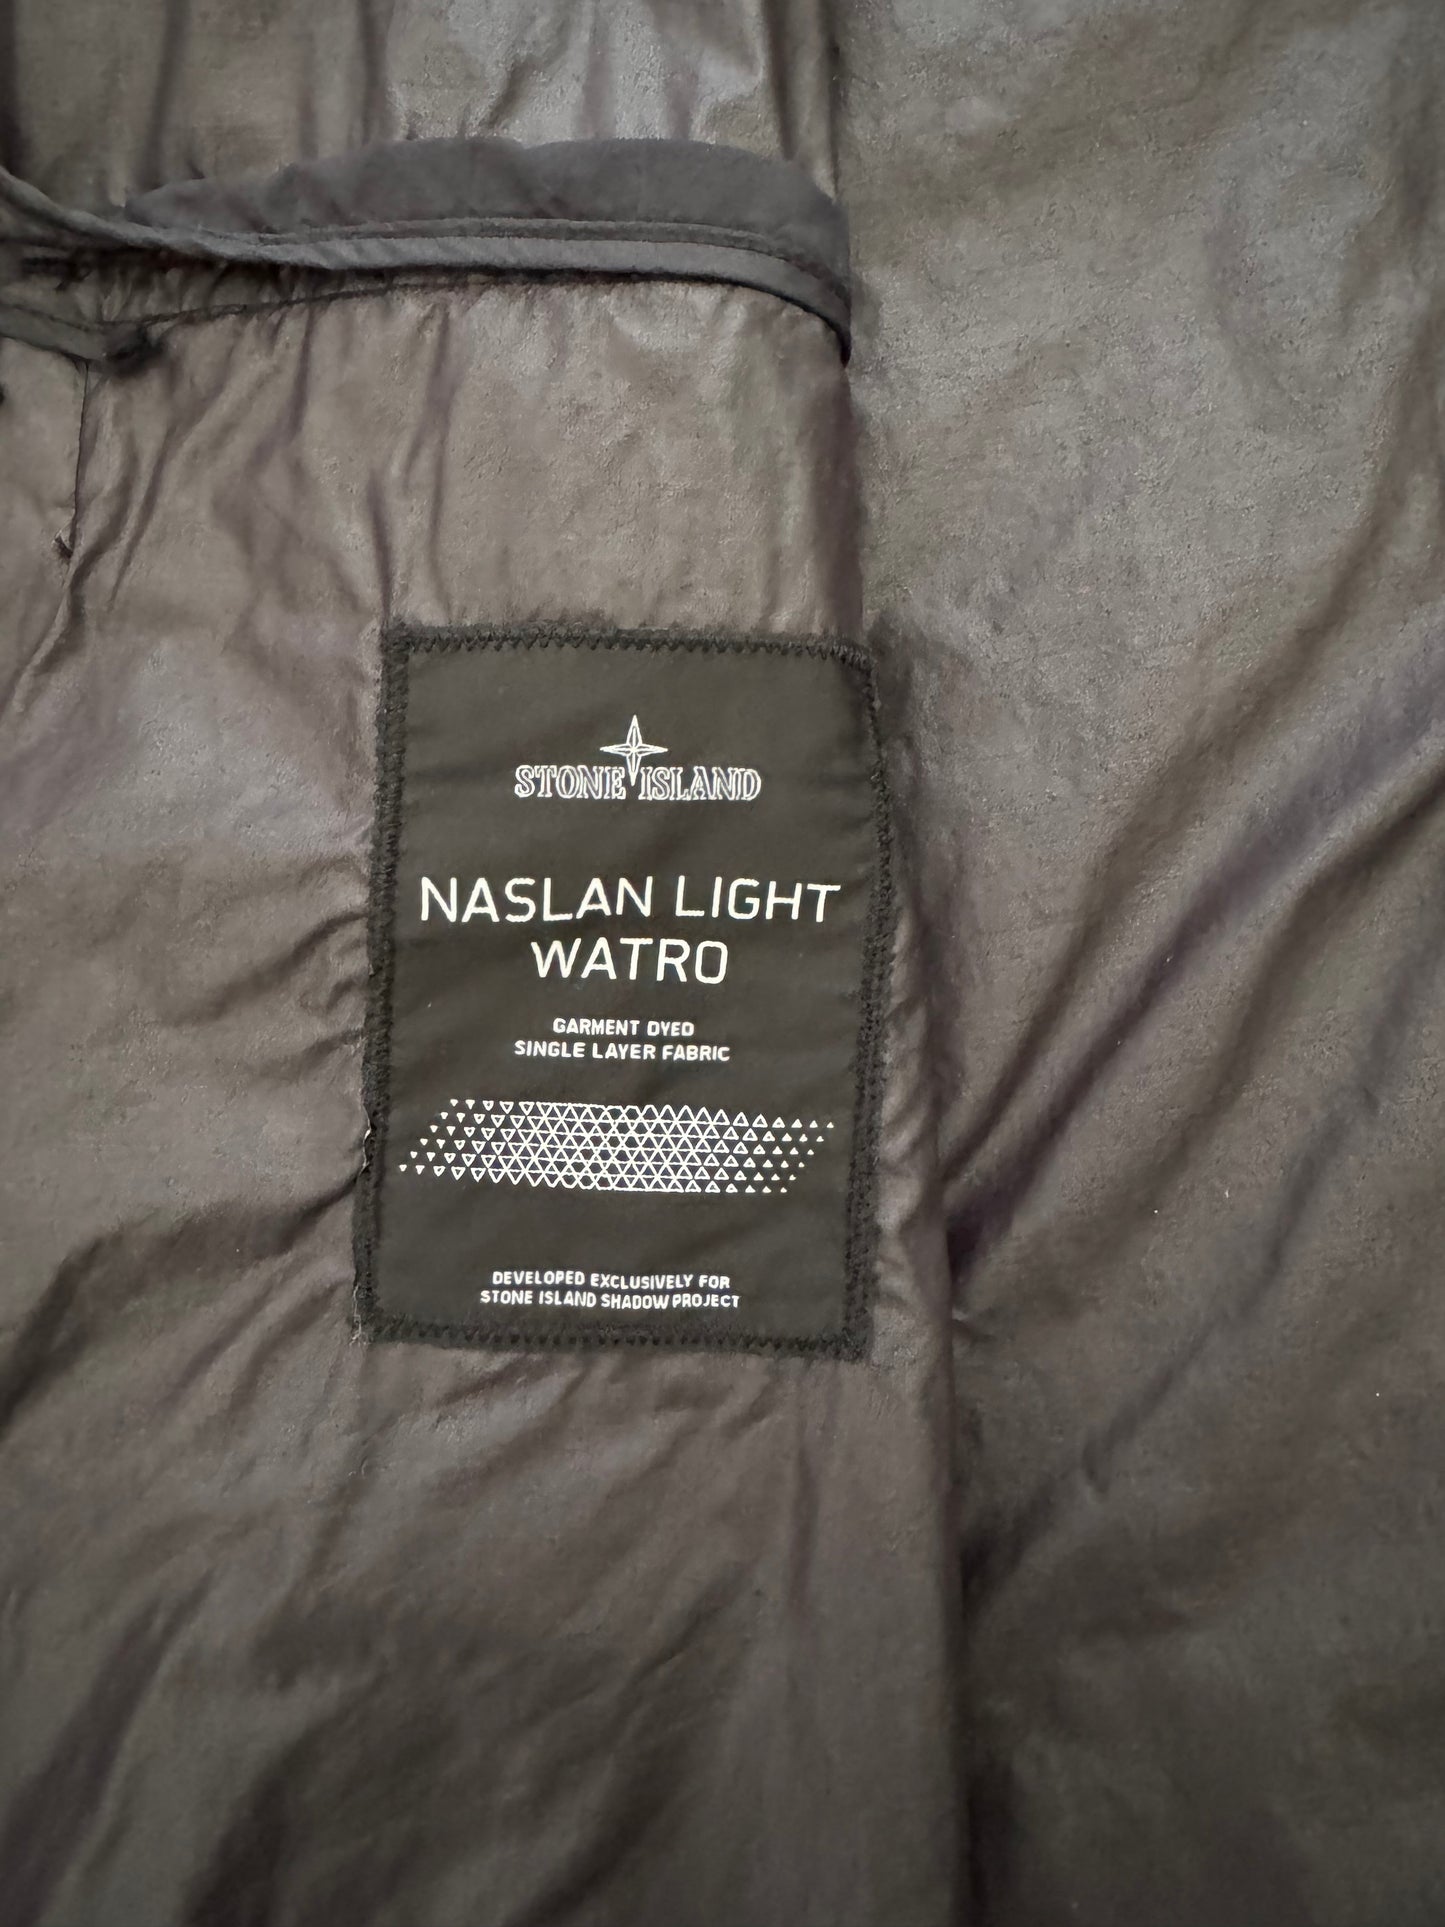 STONE ISLAND
NASLAN LIGHT
WATRO
GARMENT DYED
SINGLE LAYER FABRIC
DEVELOPED EXCLUSIVELY FOR
STONE ISLAND SHADOW PROJECT